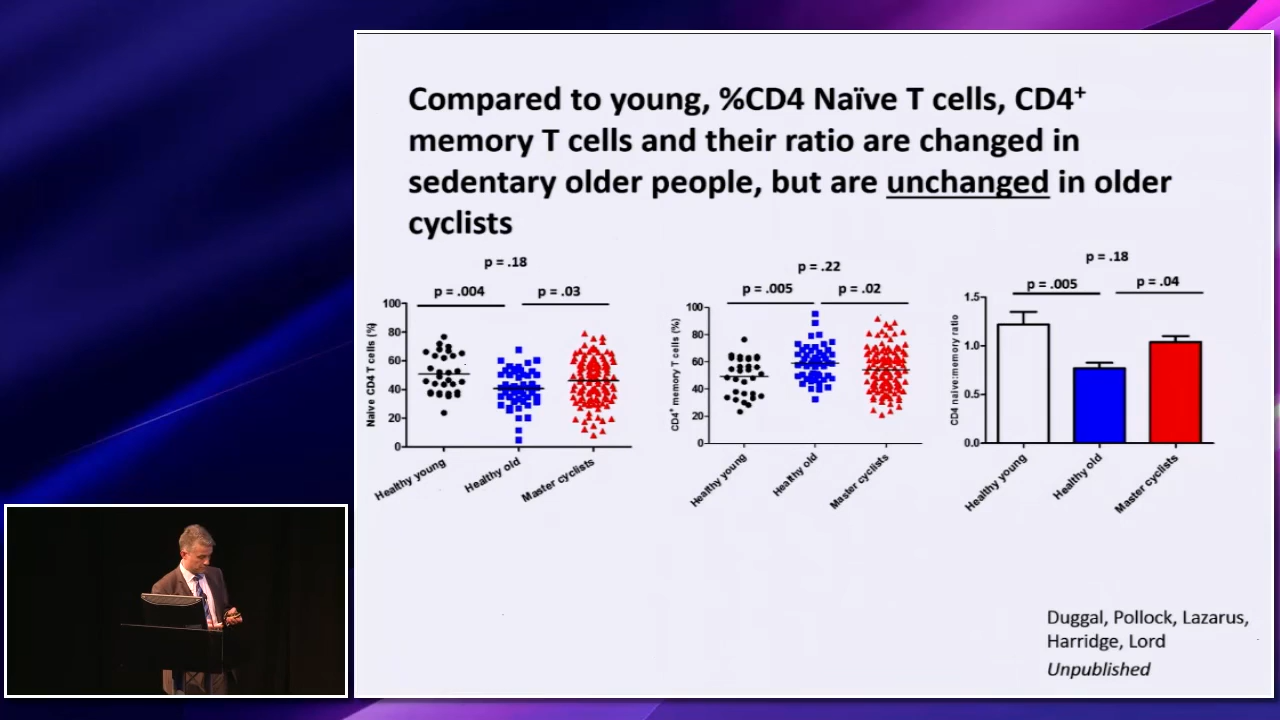 Compared to young, %CD4 Naïve T cells, CD4+
memory T cells and their ratio are changed in
sedentary older people, but are unchanged in older
cyclists
p = .18
p = .004
p = .03
Naive CD4 T cells (%)
100
80
60
40
20
0
Healthy young
Healthy old
Master cyclists
p = .22
p = .005
p = .02
CD4+ memory T cells (%)
100
80
60
40
20
0
Healthy young
Healthy old
Master cyclists
p = .18
p = .005
p = .04
CD4 naive:memory ratio
1.5
1.0
0.5
0.0
Healthy young
Healthy old
Master cyclists
Duggal, Pollock, Lazarus,
Harridge, Lord
Unpublished